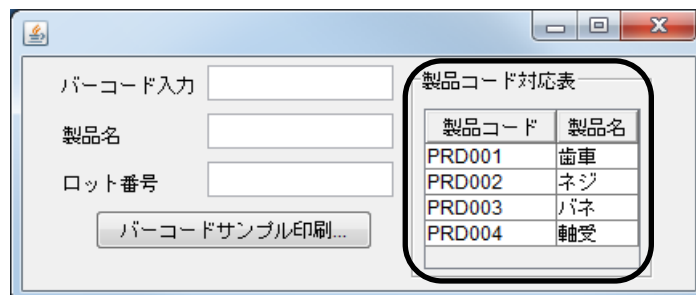 バーコード入力
製品名
ロット番号
バーコードサンプル印刷...
製品コード対応表
製品コード 製品名
PRD001 歯車
PRD002 ネジ
PRD003 バネ
PRD004 軸受